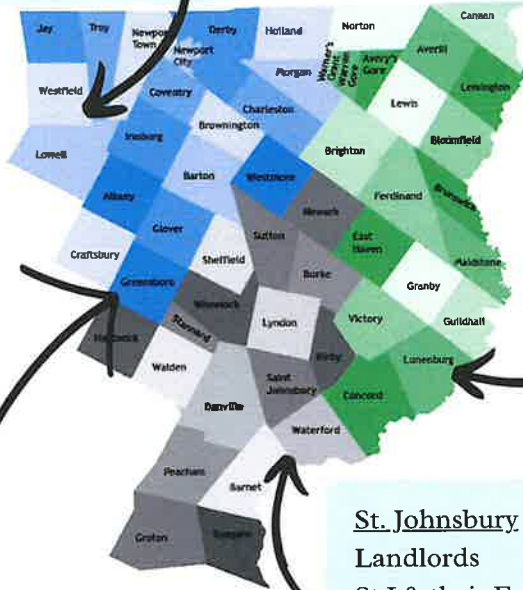 Canaan
Jay
Troy
Newport
Town
Newport
City
Derby
Holland
Norton
Averill
Warner's
Grant
Warren
Gore
Avery's
Gore
Morgan
Lemington
Westfield
Coventry
Charleston
Lewis
Brownington
Bloomfield
Irasburg
Brighton
Lowell
Barton
Westmore
Ferdinand
Brunswick
Albany
Newark
Glover
Sutton
East
Haven
Maidstone
Craftsbury
Sheffield
Burke
Granby
Greensboro
Wheelock
Victory
Guildhall
Lyndon
Stannard
Hardwick
Kirby
Lunenburg
Walden
Saint
Johnsbury
Concord
Danville
Waterford
Peacham
Barnet
Groton
Ryegate
St. Johnsbury
Landlords